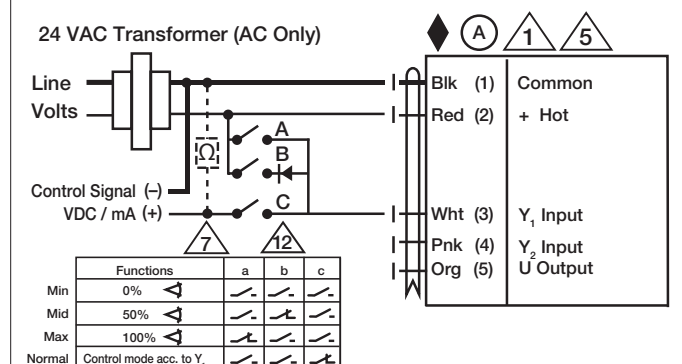 24 VAC Transformer (AC Only)
A 1 5
Line
Volts
Blk (1) Common
Red (2) + Hot
A
Ω
B
Control Signal (–)
C
VDC / mA (+)
Wht (3) Y1 Input
7 12
Pnk (4) Y2 Input
Org (5) U Output
Functions a b c
Min 0%
Mid 50%
Max 100%
Normal Control mode acc. to Y